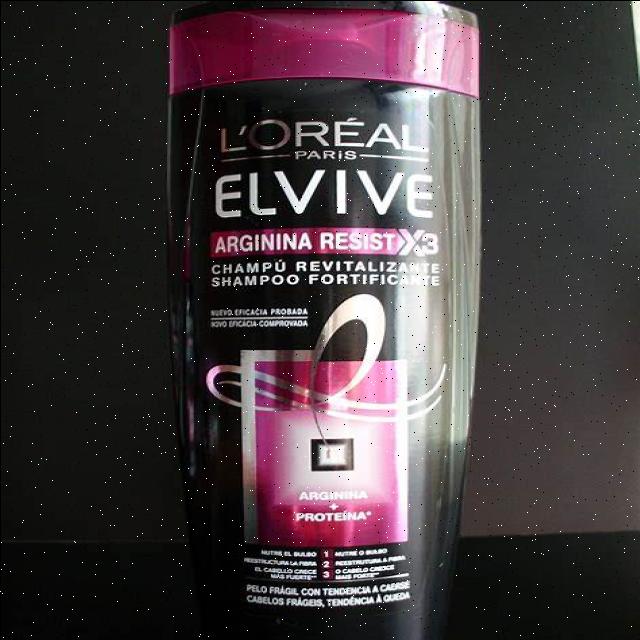 L'ORÉAL
PARIS
ELVIVE
ARGININA RESIST X3
CHAMPÚ REVITALIZANTE
SHAMPOO FORTIFICANTE
NUEVO. EFICACIA PROBADA
NOVO. EFICÁCIA COMPROVADA
ARGININA
+
PROTEÍNA*
NUTRE EL BULBO 1 NUTRE O BULBO
REESTRUCTURA LA FIBRA 2 REESTRUTURA A FIBRA
EL CABELLO CRECE 3 O CABELO CRESCE
MÁS FUERTE** MAIS FORTE**
PELO FRÁGIL CON TENDENCIA A CAERSE
CABELOS FRÁGEIS, TENDÊNCIA À QUEDA